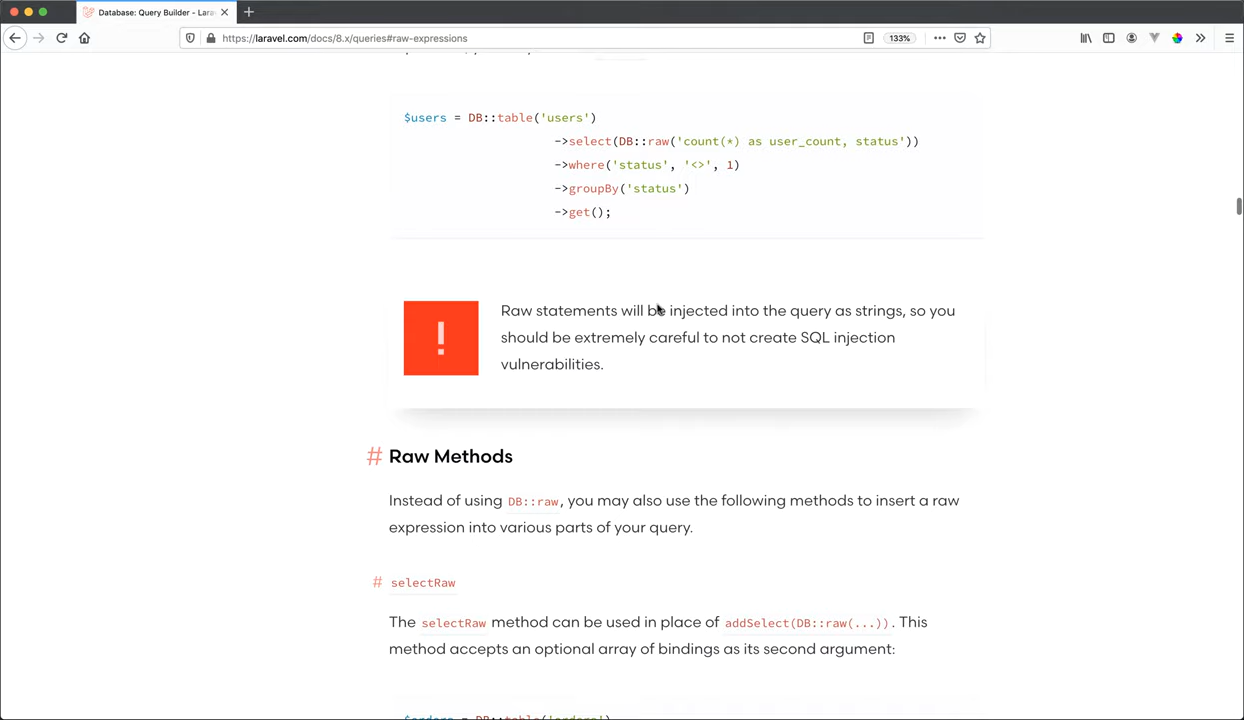 Database: Query Builder - Lara
https://laravel.com/docs/8.x/queries#raw-expressions
133%
$users = DB::table('users')
->select(DB::raw('count(*) as user_count, status'))
->where('status', '<>', 1)
->groupBy('status')
->get();
!
Raw statements will be injected into the query as strings, so you
should be extremely careful to not create SQL injection
vulnerabilities.
# Raw Methods
Instead of using DB::raw, you may also use the following methods to insert a raw
expression into various parts of your query.
# selectRaw
The selectRaw method can be used in place of addSelect(DB::raw(...)). This
method accepts an optional array of bindings as its second argument:
$orders = DB::table('orders')